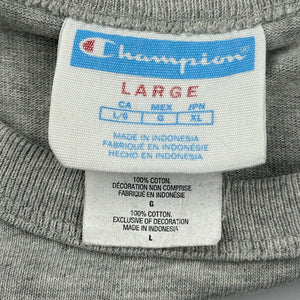 Champion
LARGE
CA MEX JPN
L/G G XL
MADE IN INDONESIA
FABRIQUÉ EN INDONÉSIE
HECHO EN INDONESIA
100% COTON.
DÉCORATION NON COMPRISE
FABRIQUÉ EN INDONÉSIE
G
100% COTTON.
EXCLUSIVE OF DECORATION
MADE IN INDONESIA
L